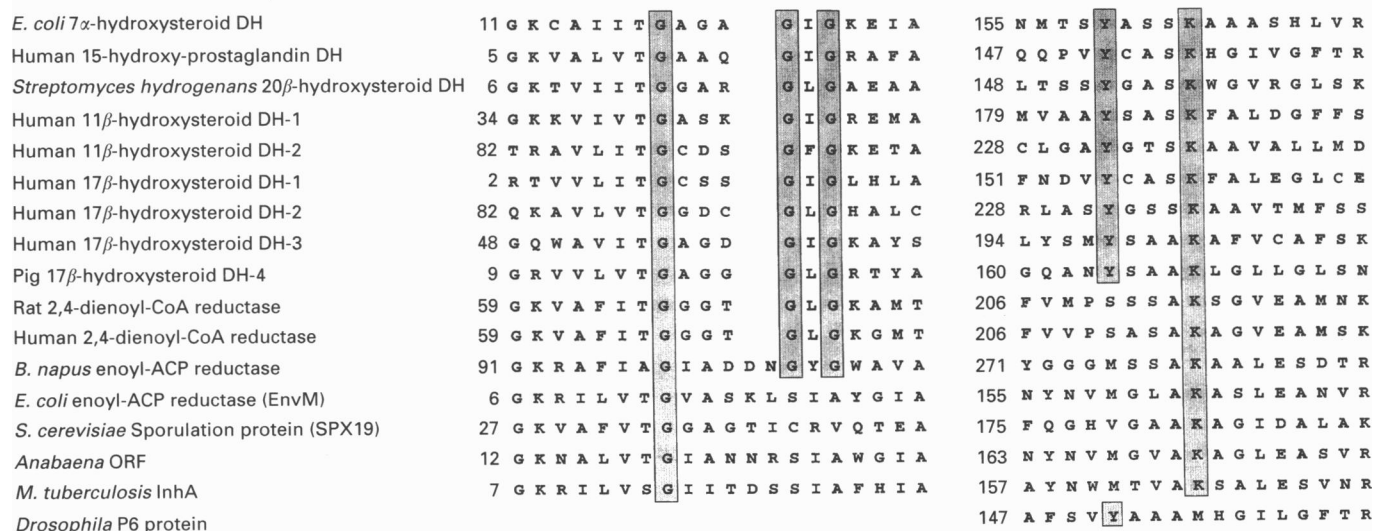 E. coli 7α-hydroxysteroid DH 11 G K C A I I T G A G A G I G K E I A 155 N M T S Y A S S K A A A S H L V R
Human 15-hydroxy-prostaglandin DH 5 G K V A L V T G A A Q G I G R A F A 147 Q Q P V Y C A S K H G I V G F T R
Streptomyces hydrogenans 20β-hydroxysteroid DH 6 G K T V I I T G G A R G L G A E A A 148 L T S S Y G A S K W G V R G L S K
Human 11β-hydroxysteroid DH-1 34 G K K V I V T G A S K G I G R E M A 179 M V A A Y S A S K F A L D G F F S
Human 11β-hydroxysteroid DH-2 82 T R A V L I T G C D S G F G K E T A 228 C L G A Y G T S K A A V A L L M D
Human 17β-hydroxysteroid DH-1 2 R T V V L I T G C S S G I G L H L A 151 F N D V Y C A S K F A L E G L C E
Human 17β-hydroxysteroid DH-2 82 Q K A V L V T G G D C G L G H A L C 228 R L A S Y G S S K A A V T M F S S
Human 17β-hydroxysteroid DH-3 48 G Q W A V I T G A G D G I G K A Y S 194 L Y S M Y S A A K A F V C A F S K
Pig 17β-hydroxysteroid DH-4 9 G R V V L V T G A G G G L G R T Y A 160 G Q A N Y S A A K L G L L G L S N
Rat 2,4-dienoyl-CoA reductase 59 G K V A F I T G G G T G L G K A M T 206 F V M P S S S A K S G V E A M N K
Human 2,4-dienoyl-CoA reductase 59 G K V A F I T G G G T G L G K G M T 206 F V V P S A S A K A G V E A M S K
B. napus enoyl-ACP reductase 91 G K R A F I A G I A D D N G Y G W A V A 271 Y G G G M S S A K A A L E S D T R
E. coli enoyl-ACP reductase (EnvM) 6 G K R I L V T G V A S K L S I A Y G I A 155 N Y N V M G L A K A S L E A N V R
S. cerevisiae Sporulation protein (SPX19) 27 G K V A F V T G G A G T I C R V Q T E A 175 F Q G H V G A A K A G I D A L A K
Anabaena ORF 12 G K N A L V T G I A N N R S I A W G I A 163 N Y N V M G V A K A G L E A S V R
M. tuberculosis InhA 7 G K R I L V S G I I T D S S I A F H I A 157 A Y N W M T V A K S A L E S V N R
Drosophila P6 protein 147 A F S V Y A A A M H G I L G F T R